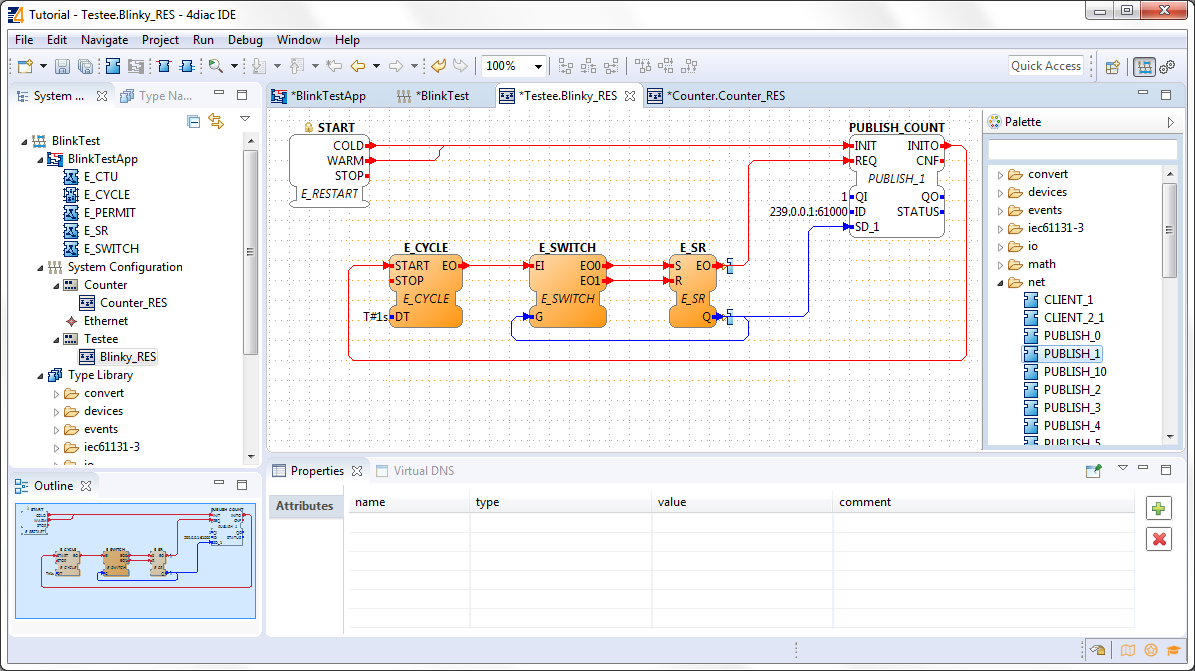 Tutorial - Testee.Blinky_RES - 4diac IDE
File Edit Navigate Project Run Debug Window Help
100%
Quick Access
System ...
Type Na...
BlinkTest
BlinkTestApp
E_CTU
E_CYCLE
E_PERMIT
E_SR
E_SWITCH
System Configuration
Counter
Counter_RES
Ethernet
Testee
Blinky_RES
Type Library
convert
devices
events
iec61131-3
io
*BlinkTestApp
*BlinkTest
*Testee.Blinky_RES
*Counter.Counter_RES
START
COLD
WARM
STOP
E_RESTART
PUBLISH_COUNT
INIT INITO
REQ CNF
PUBLISH_1
1 QI QO
239.0.0.1:61000 ID STATUS
SD_1
E_CYCLE
START EO
STOP
E_CYCLE
T#1s DT
E_SWITCH
EI EO0
EO1
E_SWITCH
G
E_SR
S EO
R
E_SR
Q
Palette
convert
devices
events
iec61131-3
io
math
net
CLIENT_1
CLIENT_2_1
PUBLISH_0
PUBLISH_1
PUBLISH_10
PUBLISH_2
PUBLISH_3
PUBLISH_4
PUBLISH_5
Outline
Properties
Virtual DNS
Attributes
name type value comment